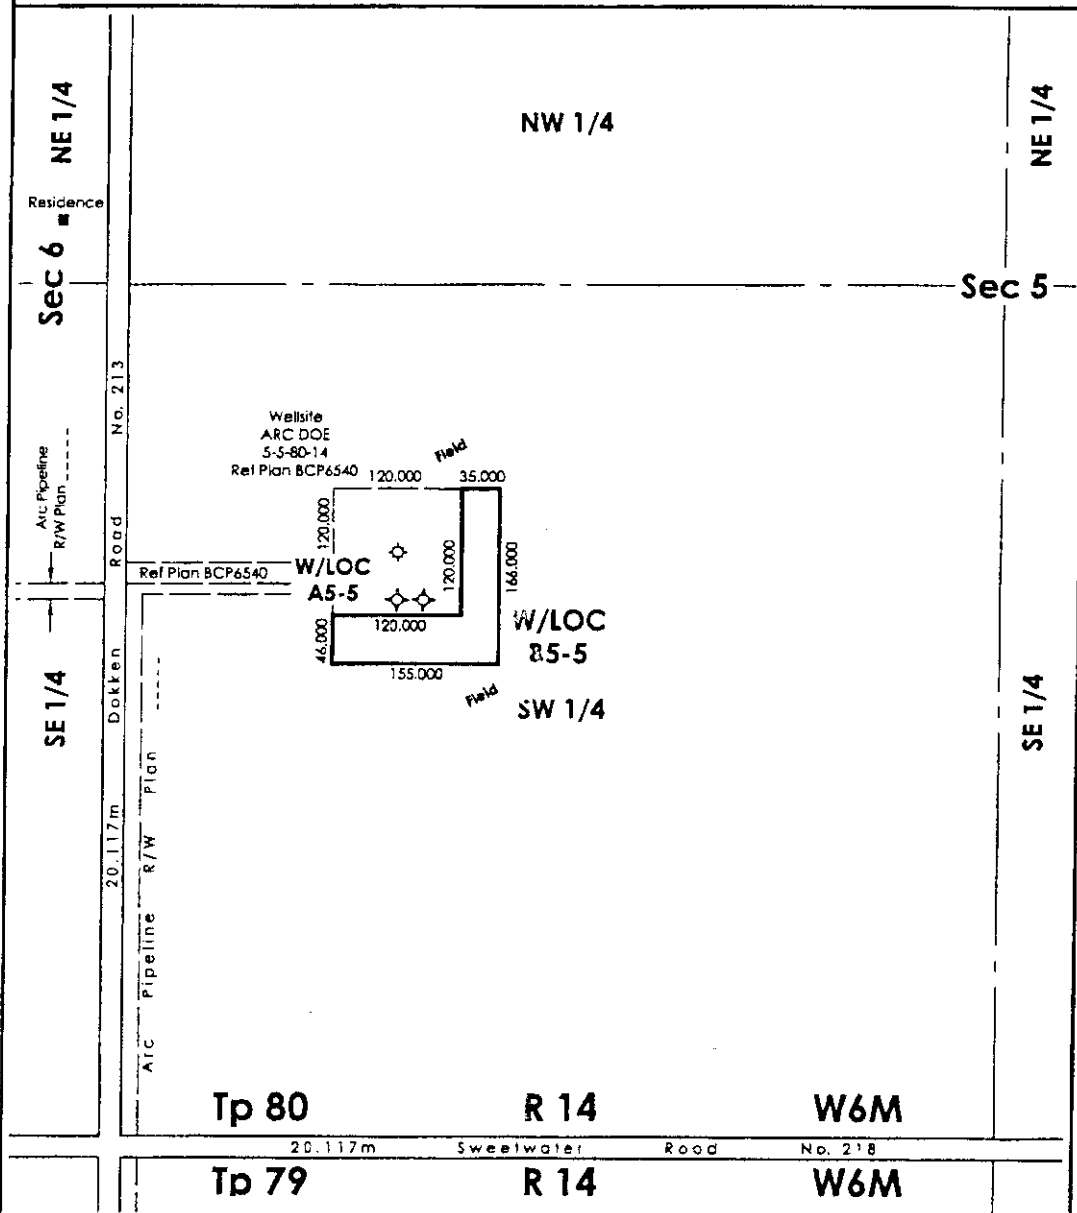 NE 1/4
NW 1/4
NE 1/4
Residence
Sec 6
Sec 5
Road No. 213
Wellsite
ARC DOE
5-5-80-14
Ref Plan BCP6540
Field
120.000
35.000
Arc Pipeline
R/W Plan
120.000
120.000
166.000
Ref Plan BCP6540
W/LOC
A5-5
120.000
46.000
W/LOC
B5-5
155.000
Field
SW 1/4
SE 1/4
SE 1/4
20.117m Dokken
Arc Pipeline R/W Plan
Tp 80 R 14 W6M
20.117m Sweetwater Road No. 218
Tp 79 R 14 W6M